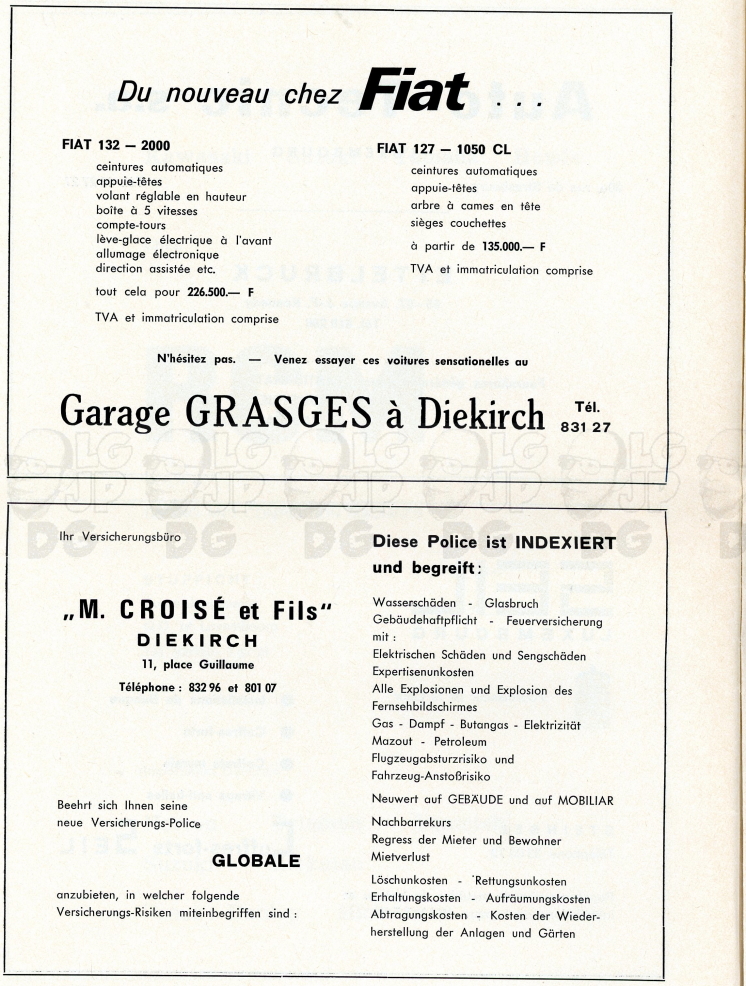 Du nouveau chez Fiat ...
FIAT 132 — 2000
ceintures automatiques
appuie-têtes
volant réglable en hauteur
boîte à 5 vitesses
compte-tours
lève-glace électrique à l'avant
allumage électronique
direction assistée etc.
tout cela pour 226.500.— F
TVA et immatriculation comprise
FIAT 127 — 1050 CL
ceintures automatiques
appuie-têtes
arbre à cames en tête
sièges couchettes
à partir de 135.000.— F
TVA et immatriculation comprise
N'hésitez pas. — Venez essayer ces voitures sensationelles au
Garage GRASGES à Diekirch Tél. 831 27
LG JP DG
Ihr Versicherungsbüro
„M. CROISÉ et Fils“
DIEKIRCH
11, place Guillaume
Téléphone : 832 96 et 801 07
Beehrt sich Ihnen seine
neue Versicherungs-Police
GLOBALE
anzubieten, in welcher folgende
Versicherungs-Risiken miteinbegriffen sind :
Diese Police ist INDEXIERT
und begreift :
Wasserschäden - Glasbruch
Gebäudehaftpflicht - Feuerversicherung
mit :
Elektrischen Schäden und Sengschäden
Expertisenunkosten
Alle Explosionen und Explosion des
Fernsehbildschirmes
Gas - Dampf - Butangas - Elektrizität
Mazout - Petroleum
Flugzeugabsturzrisiko und
Fahrzeug-Anstoßrisiko
Neuwert auf GEBÄUDE und auf MOBILIAR
Nachbarrekurs
Regress der Mieter und Bewohner
Mietverlust
Löschunkosten - Rettungsunkosten
Erhaltungskosten - Aufräumungskosten
Abtragungskosten - Kosten der Wieder-
herstellung der Anlagen und Gärten